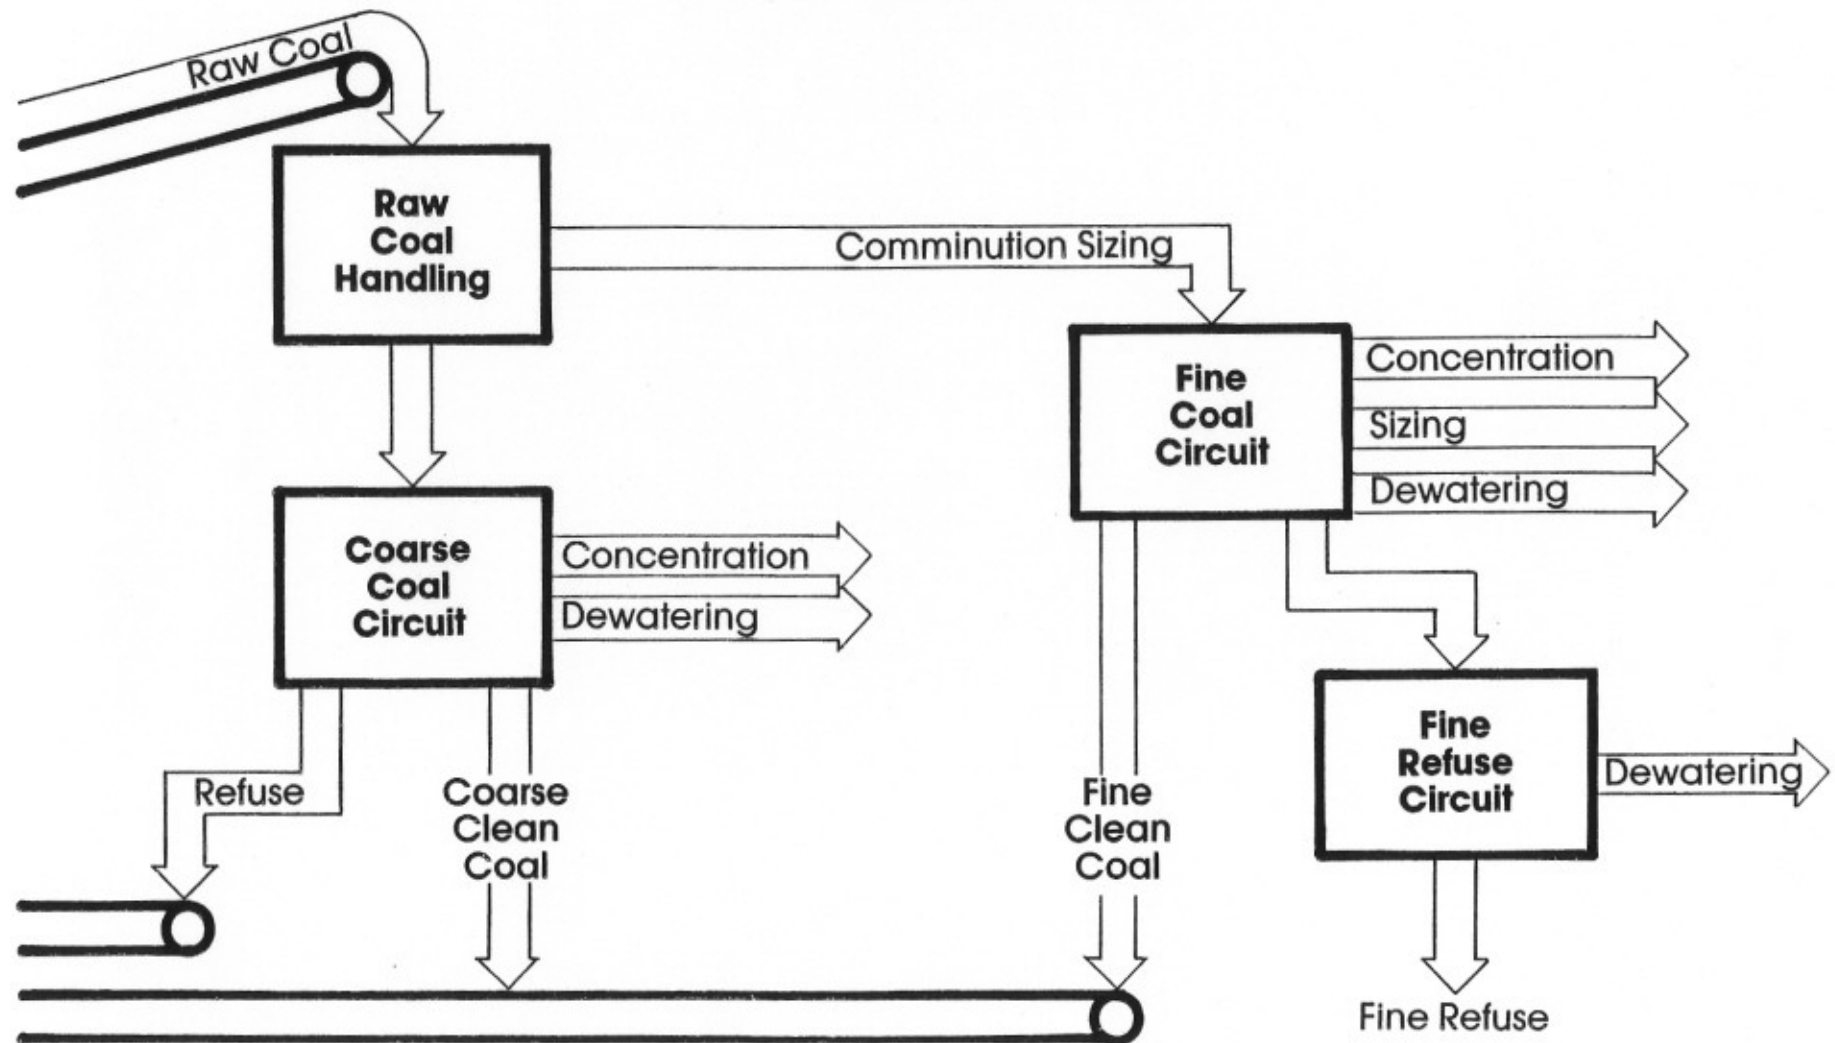 Raw Coal
Raw
Coal
Handling
Comminution Sizing
Fine
Coal
Circuit
Concentration
Sizing
Dewatering
Coarse
Coal
Circuit
Concentration
Dewatering
Fine
Refuse
Circuit
Dewatering
Refuse
Coarse
Clean
Coal
Fine
Clean
Coal
Fine Refuse